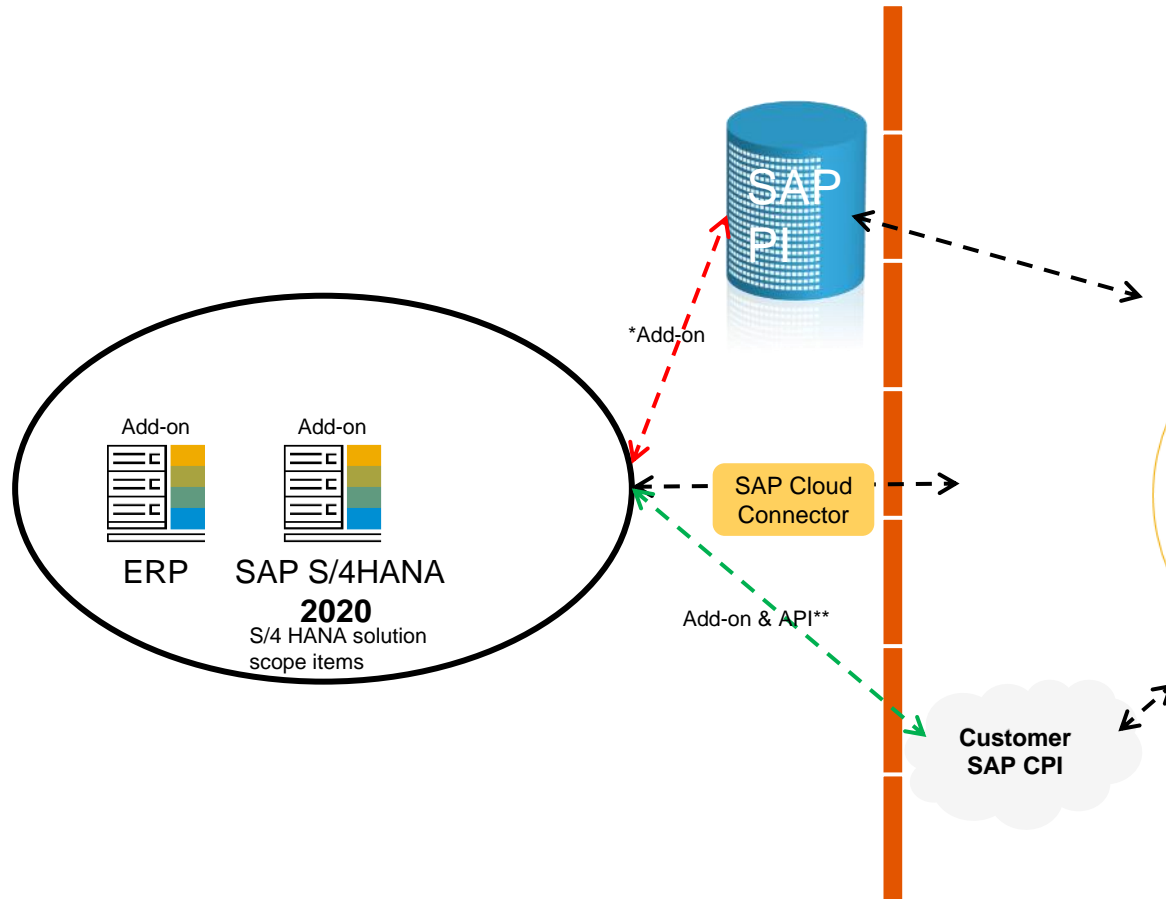 SAP
PI
*Add-on
Add-on
Add-on
SAP Cloud
Connector
ERP
SAP S/4HANA
2020
S/4 HANA solution
scope items
Add-on & API**
Customer
SAP CPI